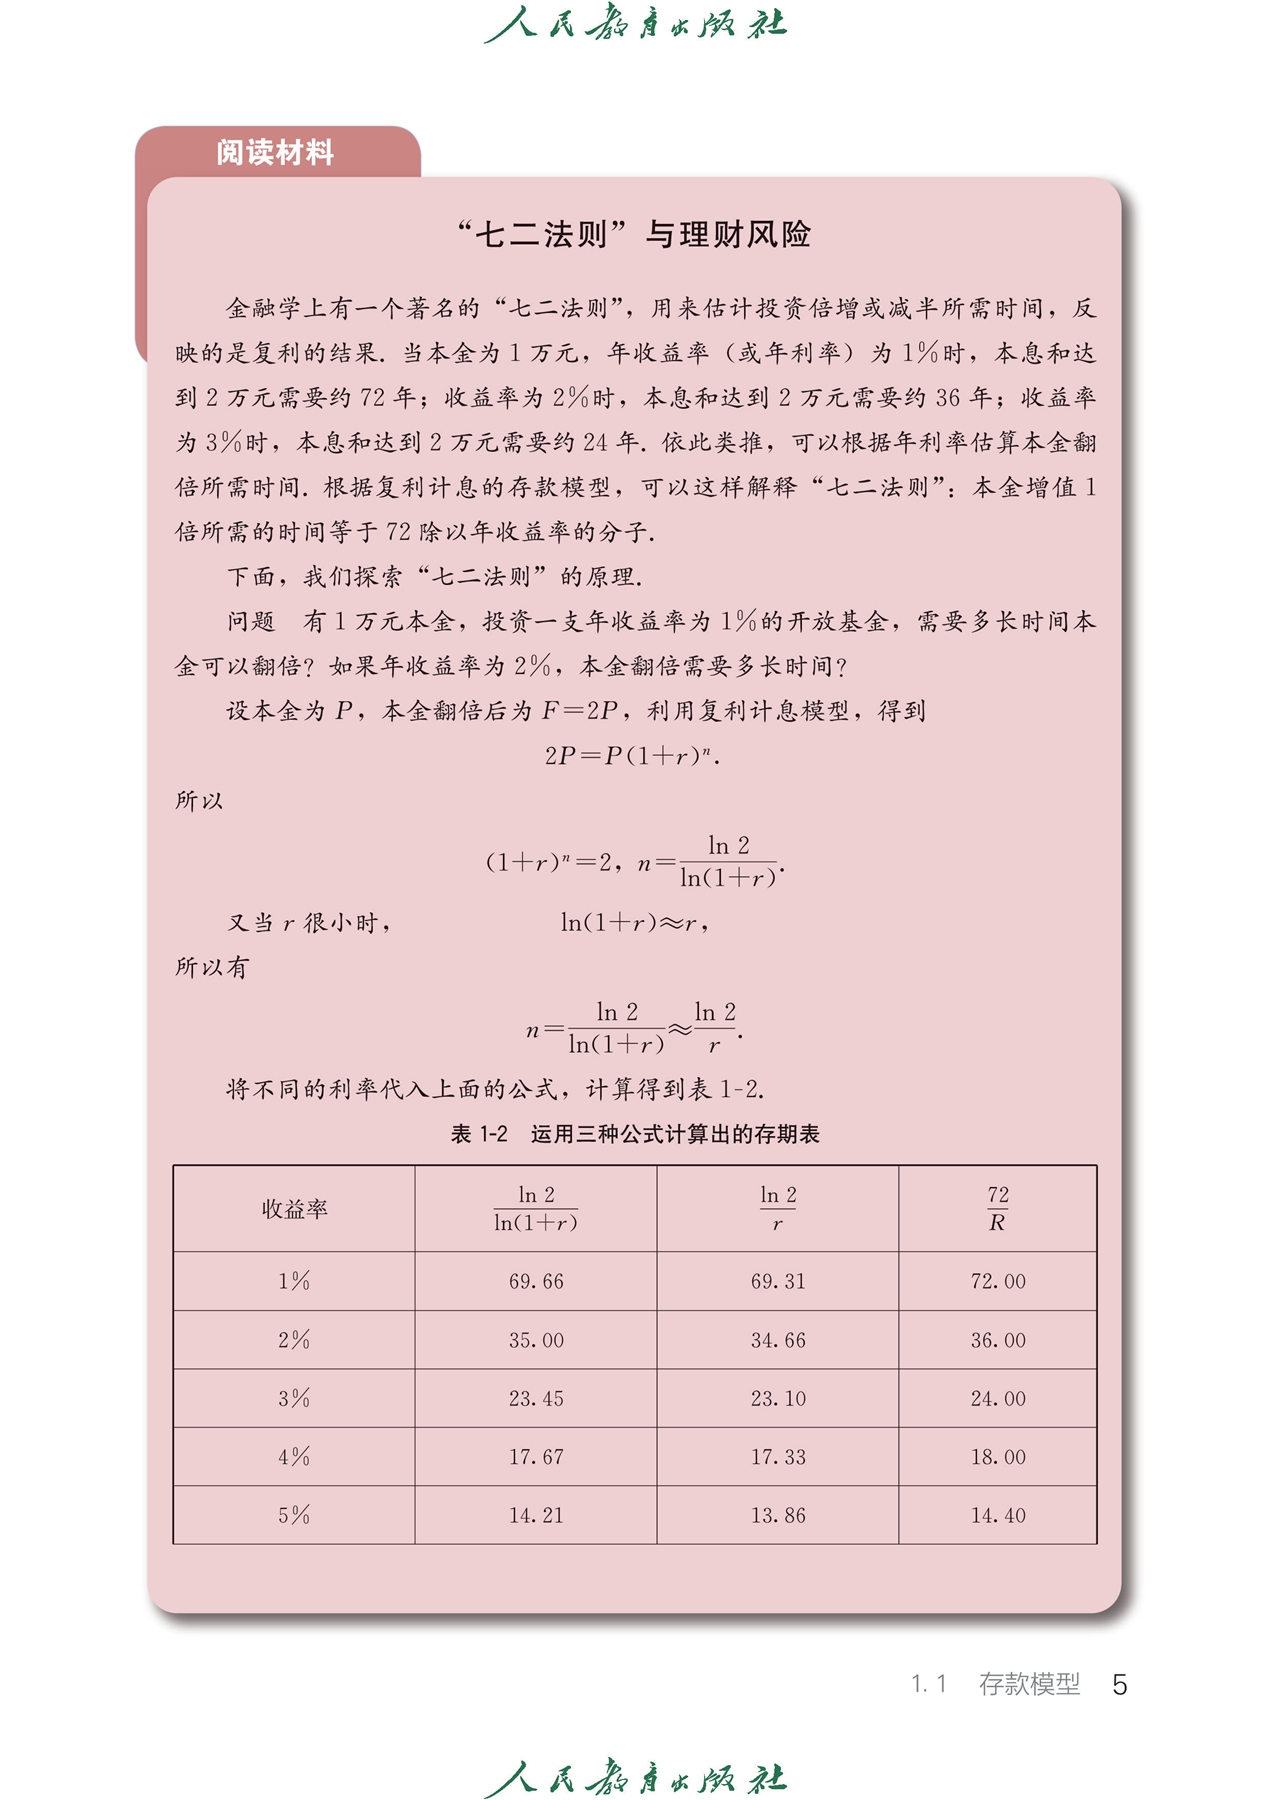 人民教育出版社
阅读材料
“七二法则”与理财风险
金融学上有一个著名的“七二法则”，用来估计投资倍增或减半所需时间，反
映的是复利的结果．当本金为 1 万元，年收益率（或年利率）为 1%时，本息和达
到 2 万元需要约 72 年；收益率为 2%时，本息和达到 2 万元需要约 36 年；收益率
为 3%时，本息和达到 2 万元需要约 24 年．依此类推，可以根据年利率估算本金翻
倍所需时间．根据复利计息的存款模型，可以这样解释“七二法则”：本金增值 1
倍所需的时间等于 72 除以年收益率的分子．
下面，我们探索“七二法则”的原理．
问题　有 1 万元本金，投资一支年收益率为 1%的开放基金，需要多长时间本
金可以翻倍？如果年收益率为 2%，本金翻倍需要多长时间？
设本金为 P，本金翻倍后为 F=2P，利用复利计息模型，得到
2P=P(1+r)ⁿ．
所以
(1+r)ⁿ=2，n=ln 2/ln(1+r)．
又当 r 很小时，　ln(1+r)≈r，
所以有
n=ln 2/ln(1+r)≈ln 2/r．
将不同的利率代入上面的公式，计算得到表 1-2．
表 1-2　运用三种公式计算出的存期表
收益率　ln 2/ln(1+r)　ln 2/r　72/R
1%　69.66　69.31　72.00
2%　35.00　34.66　36.00
3%　23.45　23.10　24.00
4%　17.67　17.33　18.00
5%　14.21　13.86　14.40
1.1　存款模型　5
人民教育出版社